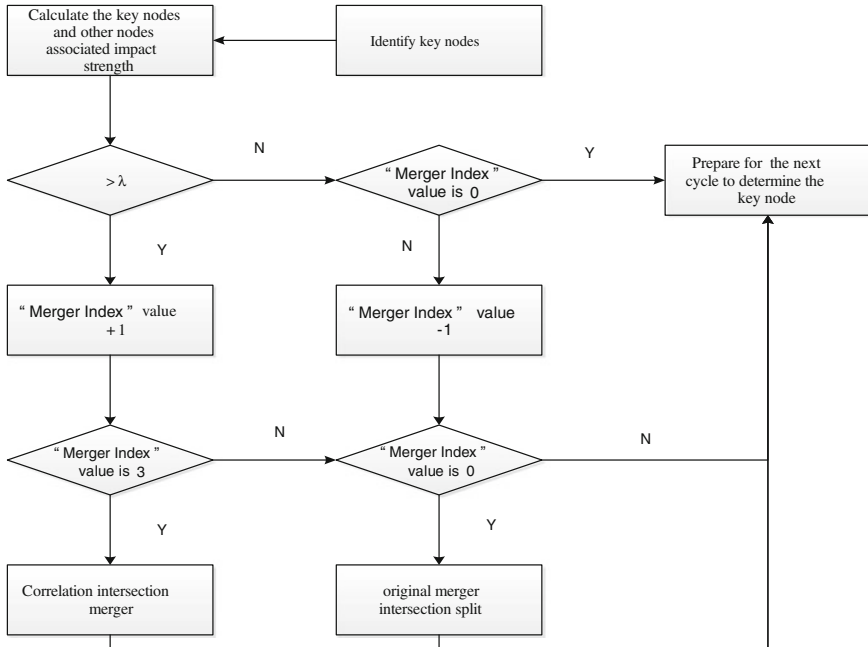 Calculate the key nodes
and other nodes
associated impact
strength
Identify key nodes
> λ
N
“ Merger Index ”
value is 0
Y
Prepare for the next
cycle to determine the
key node
Y
N
“ Merger Index ” value
+ 1
“ Merger Index ” value
-1
“ Merger Index ”
value is 3
N
“ Merger Index ”
value is 0
N
Y
Y
Correlation intersection
merger
original merger
intersection split